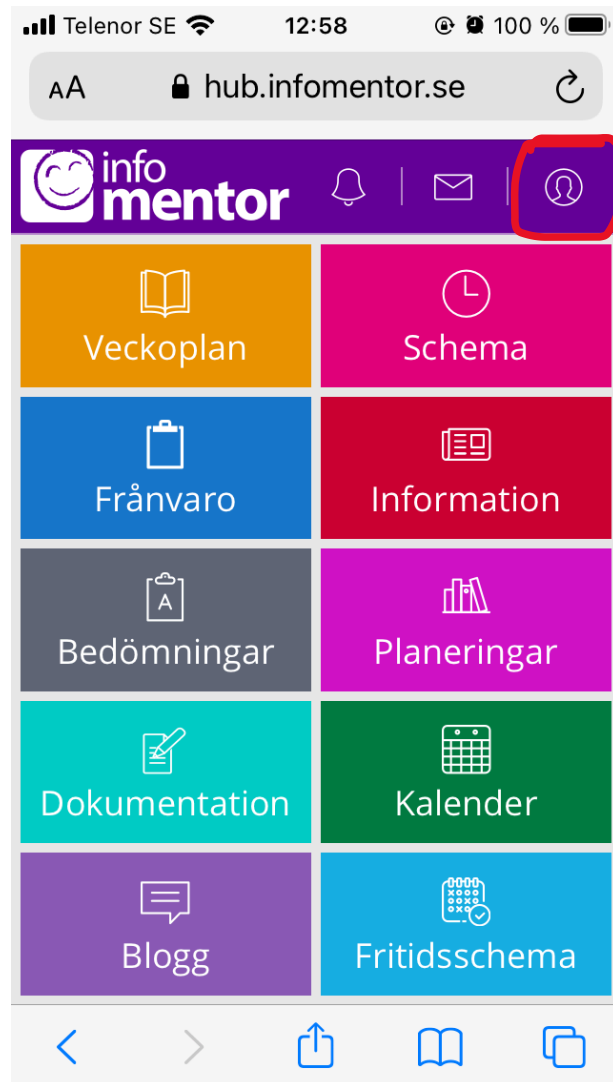 Telenor SE 12:58 100 %
AA hub.infomentor.se
info
mentor
Veckoplan Schema
Frånvaro Information
A
Bedömningar Planeringar
Dokumentation Kalender
Blogg Fritidsschema